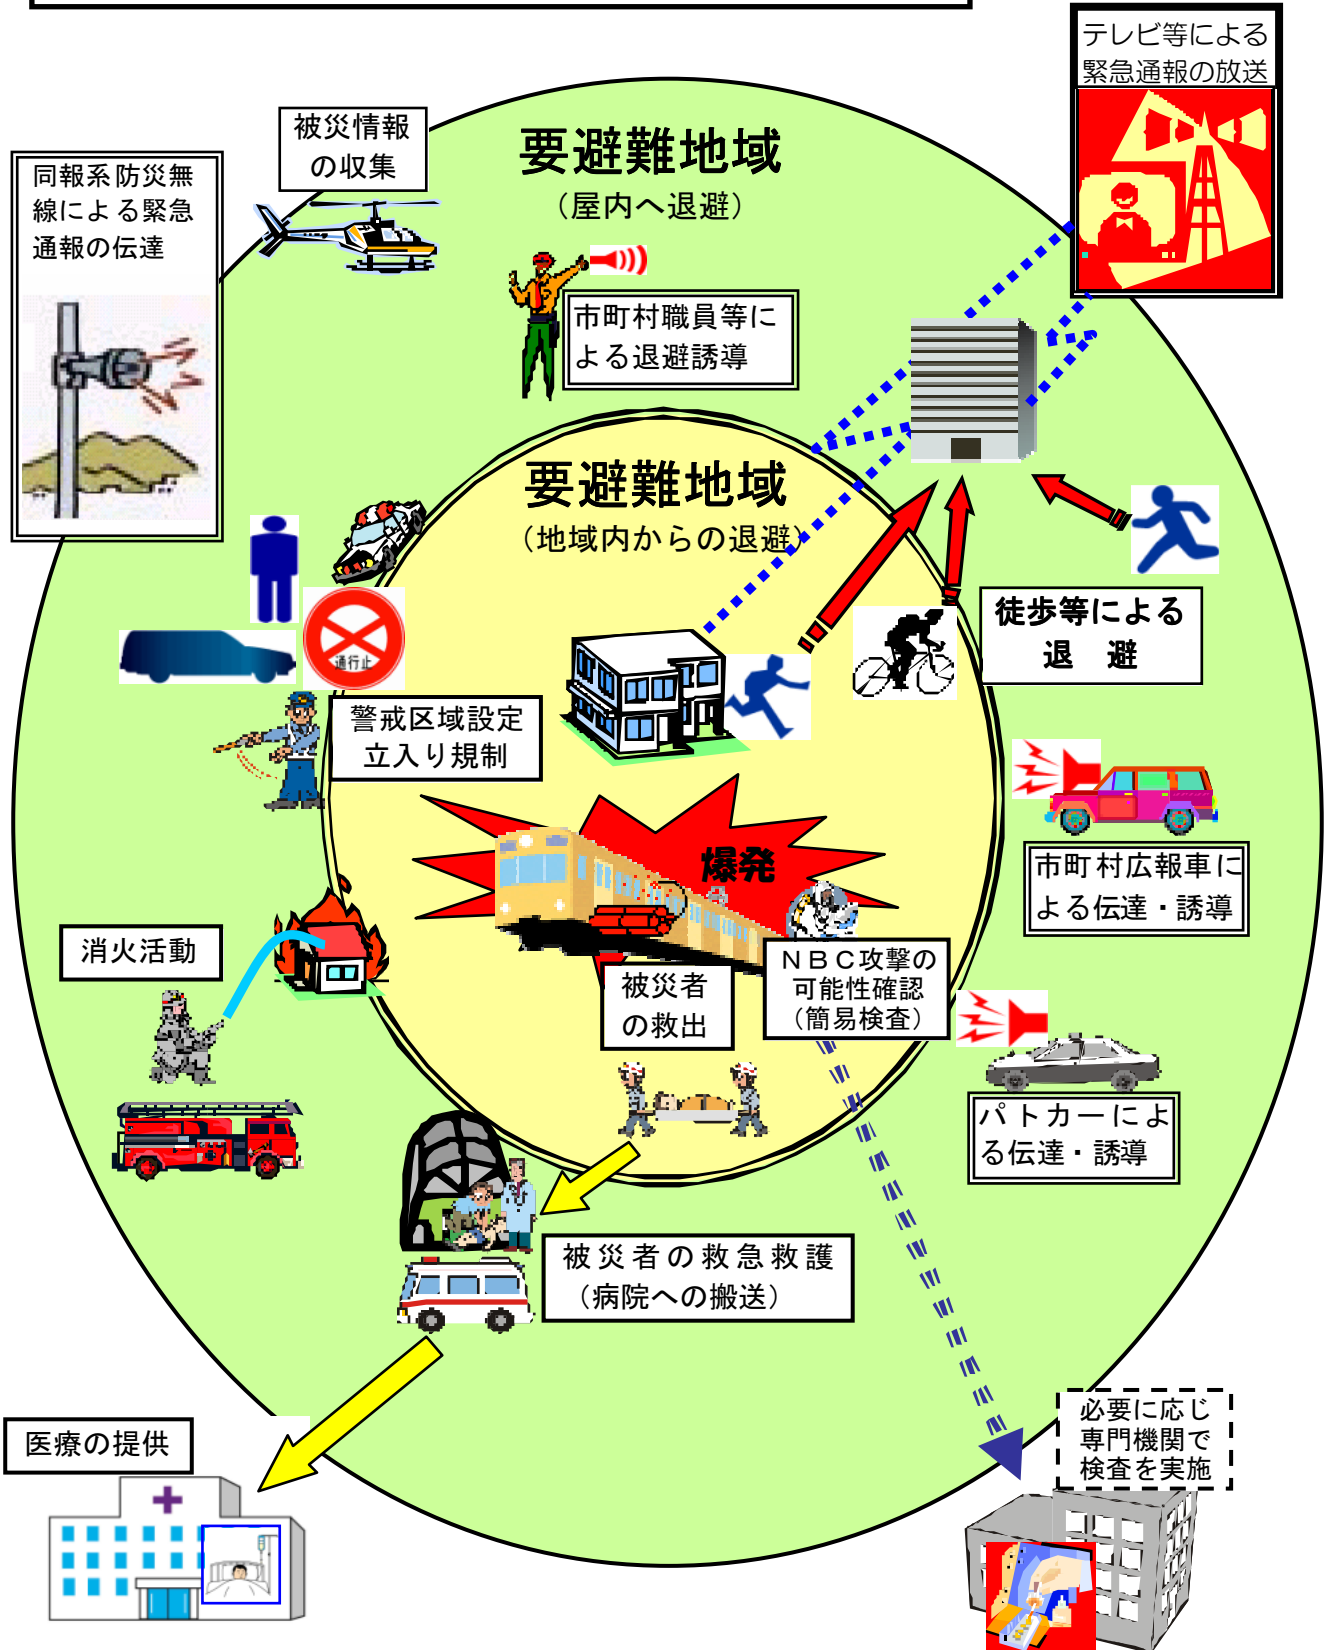 テレビ等による
緊急通報の放送
被災情報
の収集
要避難地域
（屋内へ退避）
同報系防災無
線による緊急
通報の伝達
市町村職員等に
よる退避誘導
要避難地域
（地域内からの退避）
通行止
徒歩等による
退　避
警戒区域設定
立入り規制
爆発
市町村広報車に
よる伝達・誘導
消火活動
ＮＢＣ攻撃の
可能性確認
（簡易検査）
被災者
の救出
パトカーによ
る伝達・誘導
被災者の救急救護
（病院への搬送）
医療の提供
必要に応じ
専門機関で
検査を実施